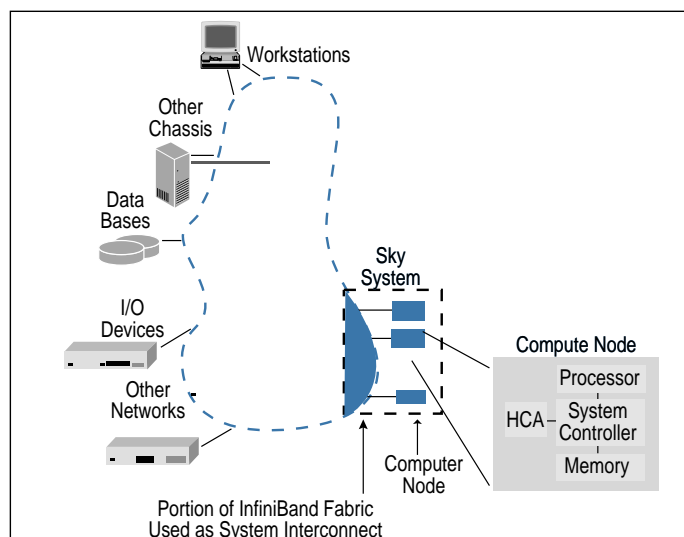 Workstations
Other
Chassis
Data
Bases
I/O
Devices
Other
Networks
Sky
System
Compute Node
Processor
HCA
System
Controller
Memory
Computer
Node
Portion of InfiniBand Fabric
Used as System Interconnect